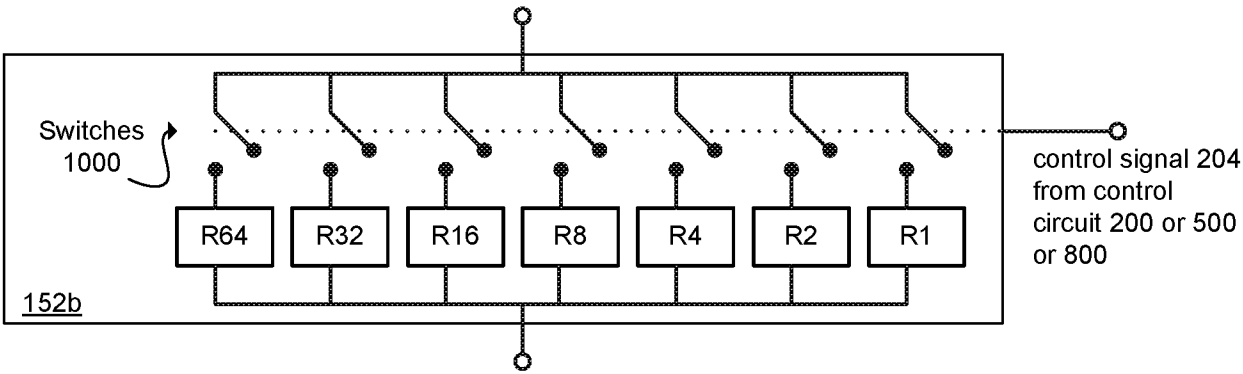 Switches
1000
control signal 204
from control
circuit 200 or 500
or 800
R64 R32 R16 R8 R4 R2 R1
152b